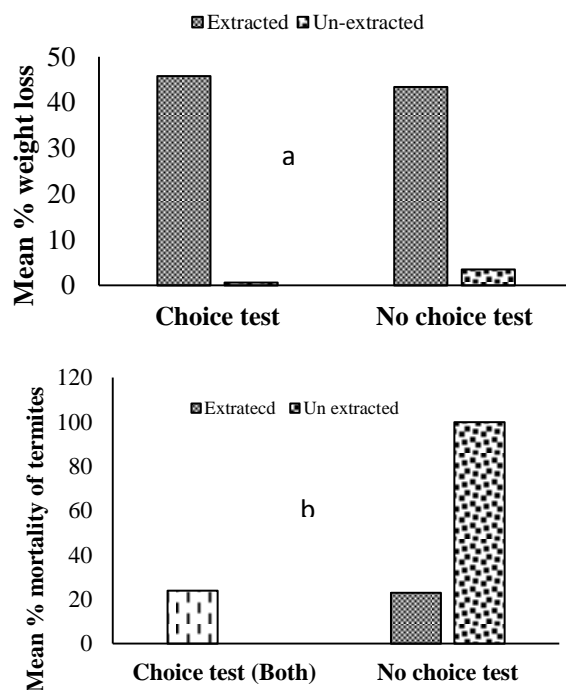 Extracted Un-extracted
Mean % weight loss
50
40
30
20
10
0
a
Choice test No choice test
Mean % mortality of termites
120
100
80
60
40
20
0
Extratecd Un extracted
b
Choice test (Both) No choice test